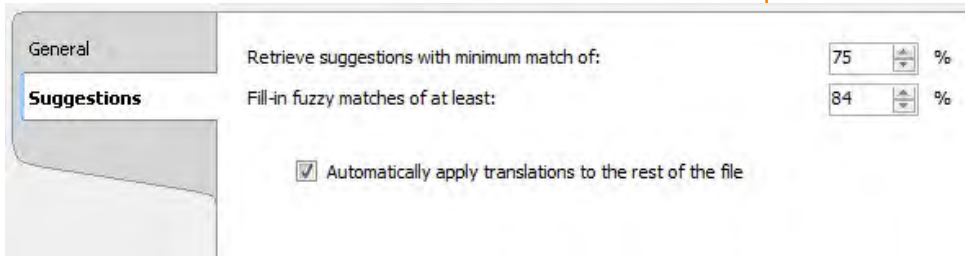 General
Suggestions
Retrieve suggestions with minimum match of: 75 %
Fill-in fuzzy matches of at least: 84 %
Automatically apply translations to the rest of the file